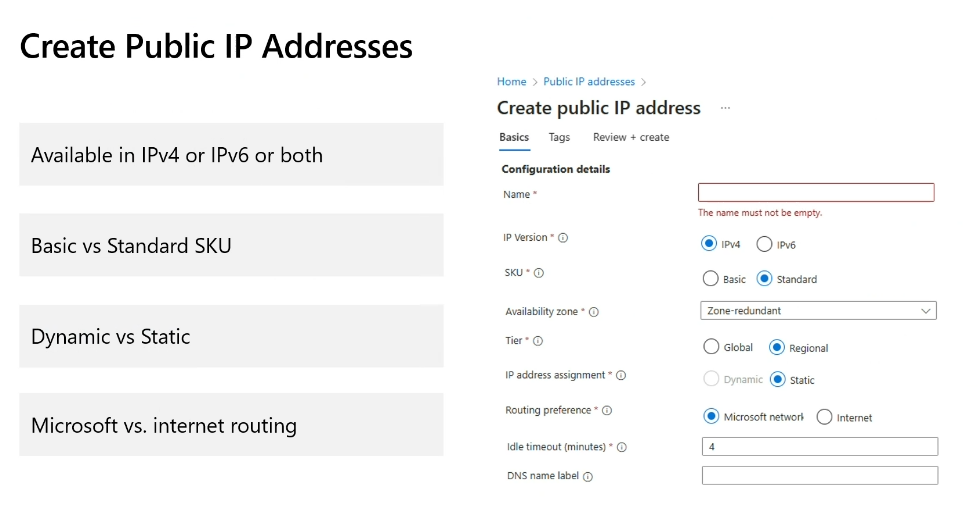 Create Public IP Addresses
Available in IPv4 or IPv6 or both
Basic vs Standard SKU
Dynamic vs Static
Microsoft vs. internet routing
Home > Public IP addresses >
Create public IP address ...
Basics Tags Review + create
Configuration details
Name *
The name must not be empty.
IP Version * IPv4 IPv6
SKU * Basic Standard
Availability zone * Zone-redundant
Tier * Global Regional
IP address assignment * Dynamic Static
Routing preference * Microsoft network Internet
Idle timeout (minutes) * 4
DNS name label